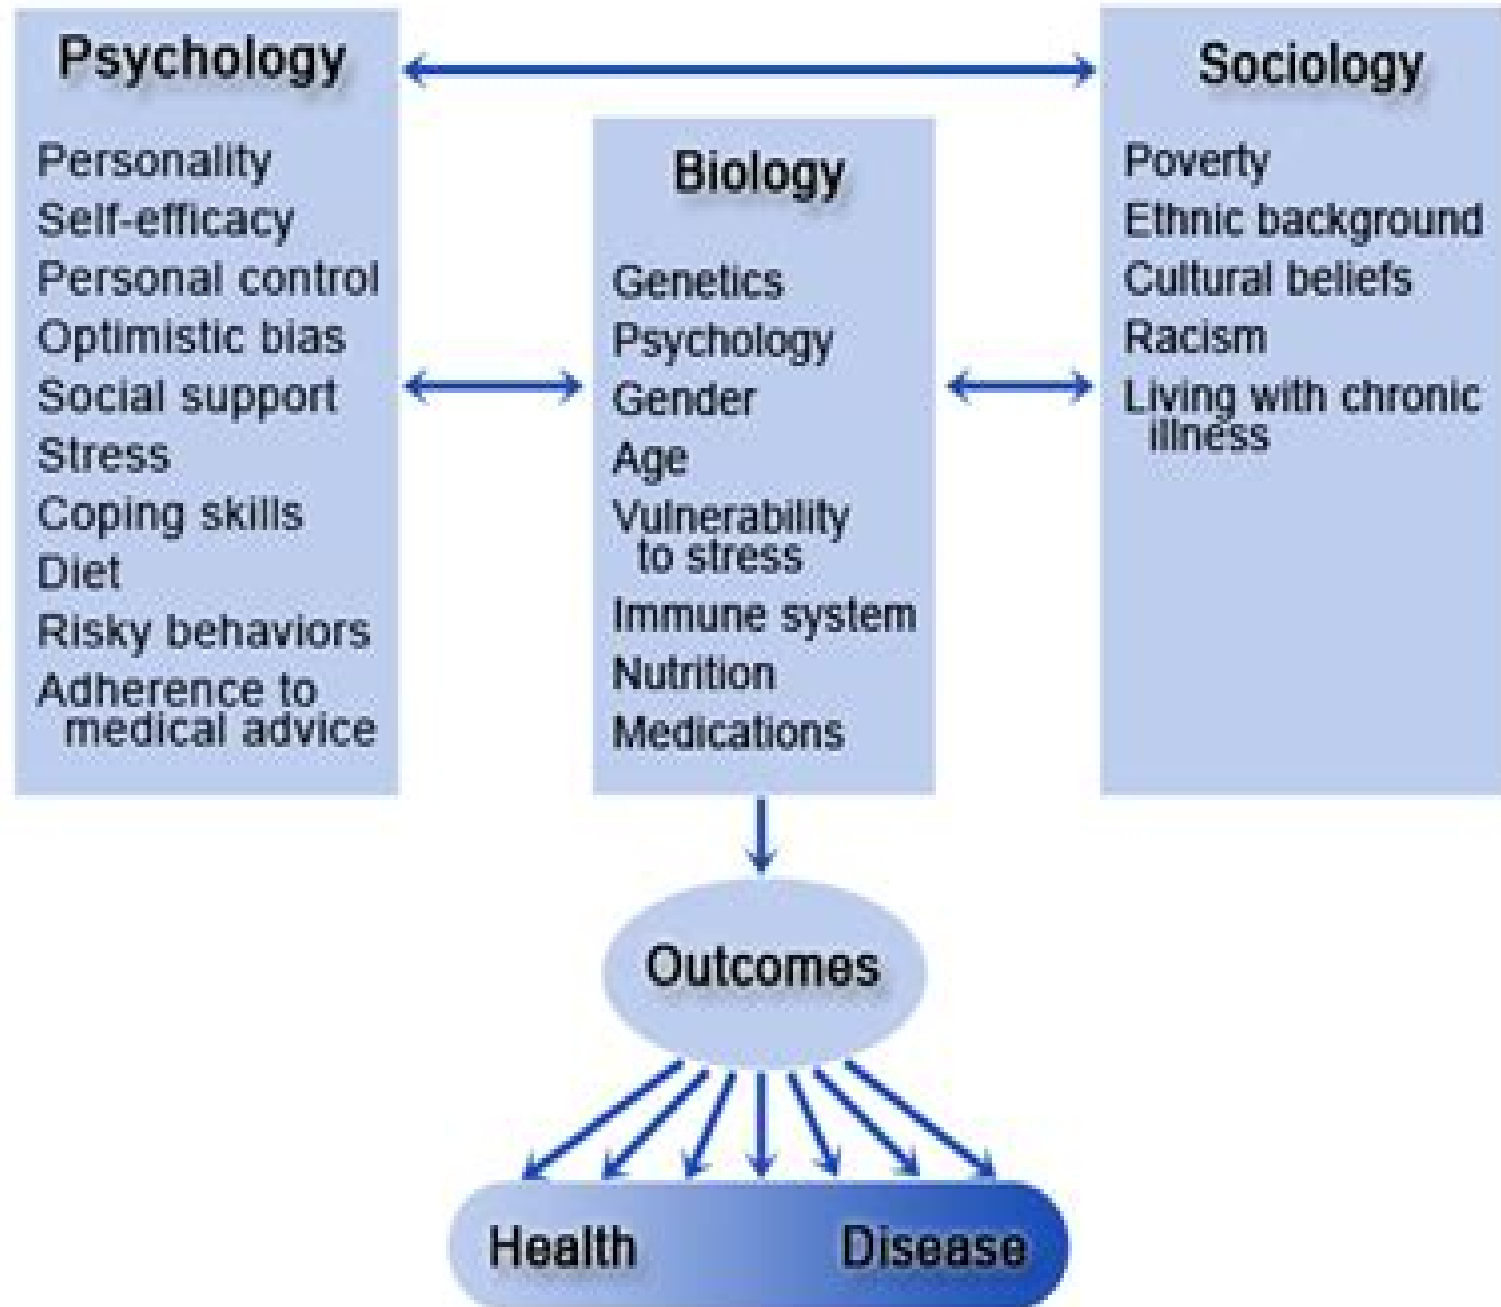 Psychology
Personality
Self-efficacy
Personal control
Optimistic bias
Social support
Stress
Coping skills
Diet
Risky behaviors
Adherence to
medical advice
Biology
Genetics
Psychology
Gender
Age
Vulnerability
to stress
Immune system
Nutrition
Medications
Sociology
Poverty
Ethnic background
Cultural beliefs
Racism
Living with chronic
illness
Outcomes
Health
Disease